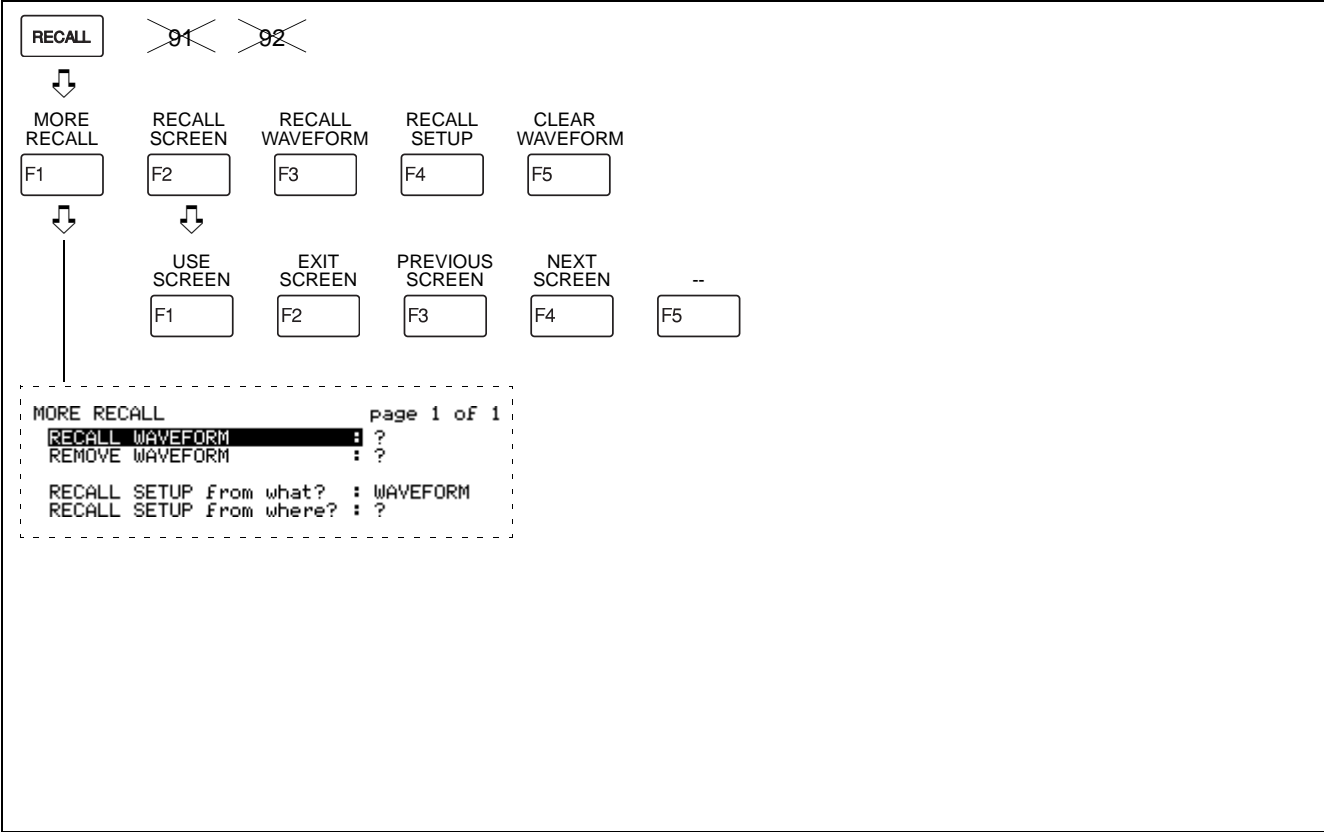 RECALL 91 92
MORE RECALL RECALL RECALL CLEAR
RECALL SCREEN WAVEFORM SETUP WAVEFORM
F1 F2 F3 F4 F5
USE EXIT PREVIOUS NEXT
SCREEN SCREEN SCREEN SCREEN --
F1 F2 F3 F4 F5
MORE RECALL page 1 of 1
RECALL WAVEFORM : ?
REMOVE WAVEFORM : ?
RECALL SETUP from what? : WAVEFORM
RECALL SETUP from where? : ?